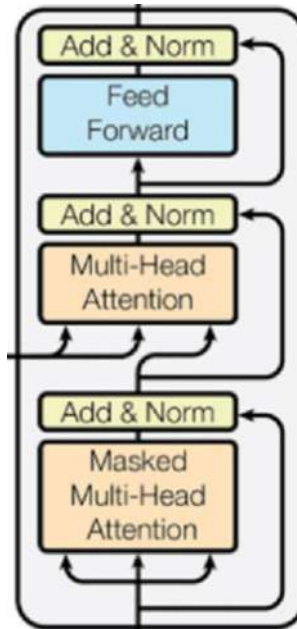 Add & Norm
Feed
Forward
Add & Norm
Multi-Head
Attention
Add & Norm
Masked
Multi-Head
Attention